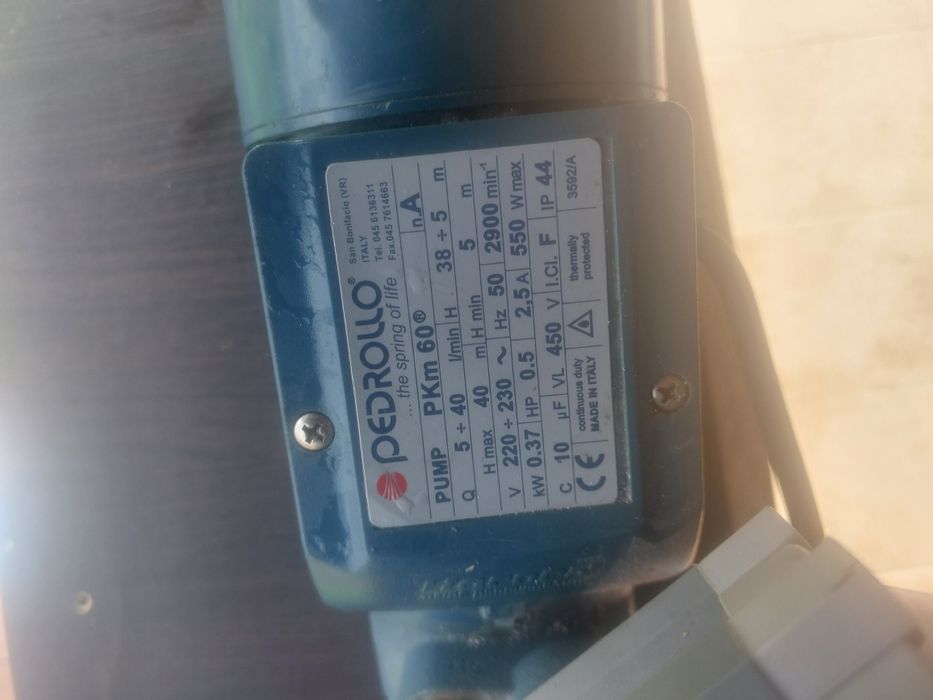 PEDROLLO®
... the spring of life
San Bonifacio (VR)
ITALY
Tel. 045 6136311
Fax.045 7614663
PUMP PKm 60® n.A
Q 5 ÷ 40 l/min H 38 ÷ 5 m
H max 40 m H min 5 m
V 220 ÷ 230 ~ Hz 50 2900 min⁻¹
kW 0.37 HP 0.5 2,5 A 550 W max
C 10 µF VL 450 V I.Cl. F IP 44
CE continuous duty
MADE IN ITALY
thermally
protected
3592/A